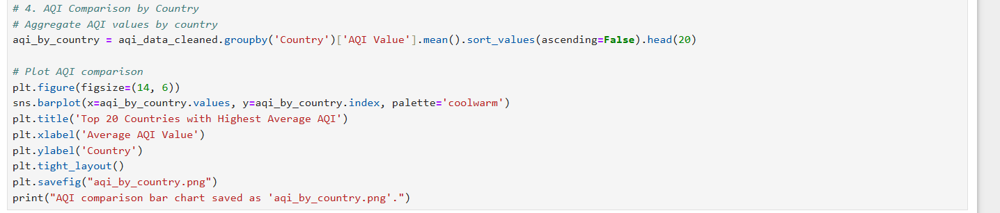 # 4. AQI Comparison by Country
# Aggregate AQI values by country
aqi_by_country = aqi_data_cleaned.groupby('Country')['AQI Value'].mean().sort_values(ascending=False).head(20)

# Plot AQI comparison
plt.figure(figsize=(14, 6))
sns.barplot(x=aqi_by_country.values, y=aqi_by_country.index, palette='coolwarm')
plt.title('Top 20 Countries with Highest Average AQI')
plt.xlabel('Average AQI Value')
plt.ylabel('Country')
plt.tight_layout()
plt.savefig("aqi_by_country.png")
print("AQI comparison bar chart saved as 'aqi_by_country.png'.")